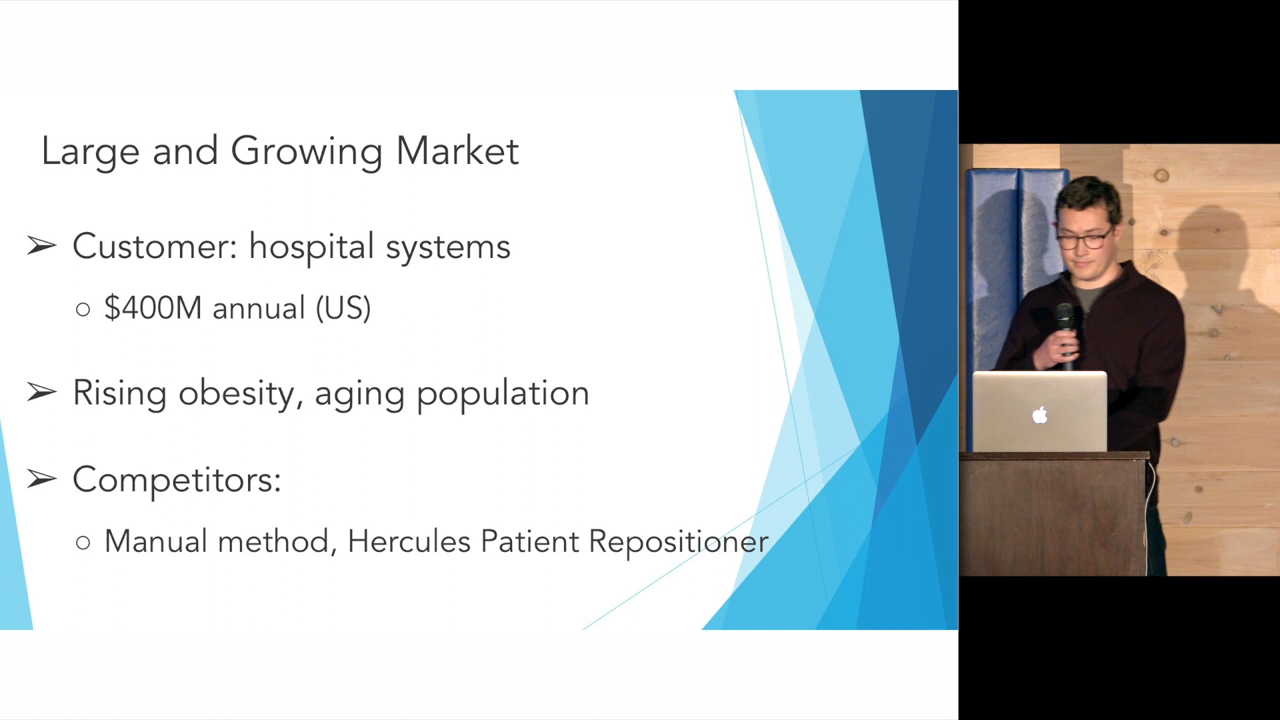 Large and Growing Market
➢ Customer: hospital systems
○ $400M annual (US)
➢ Rising obesity, aging population
➢ Competitors:
○ Manual method, Hercules Patient Repositioner